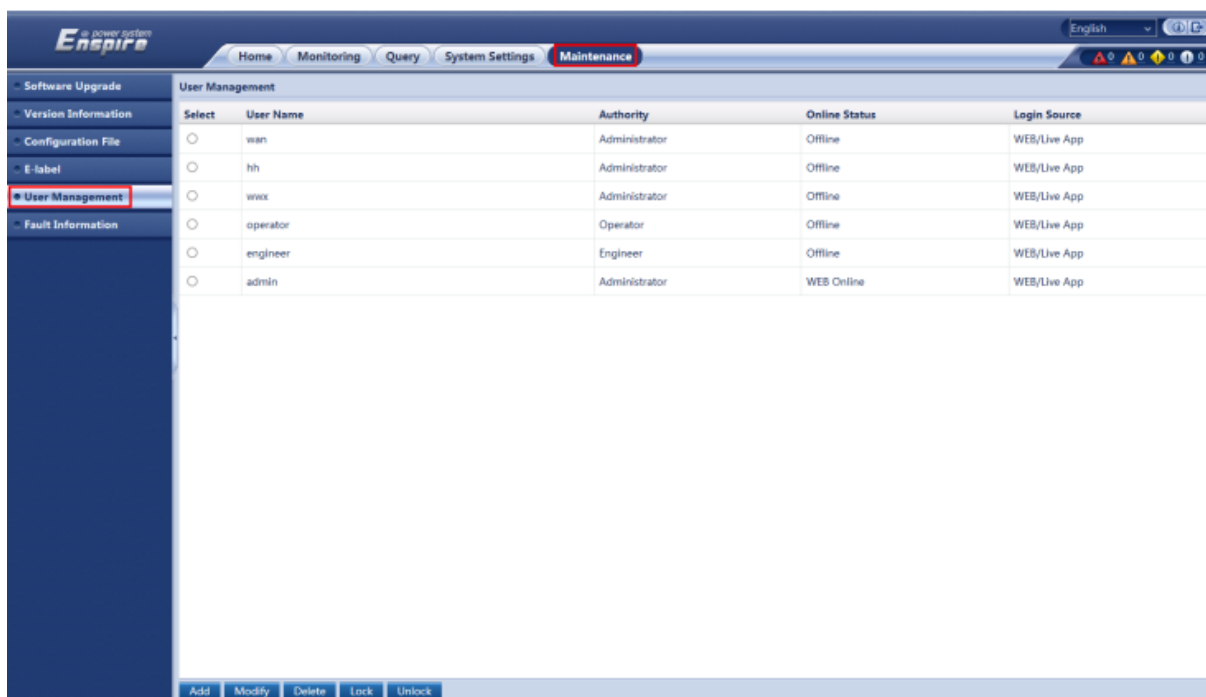 e power system
Enspire
English
Home Monitoring Query System Settings Maintenance
0 0 0 0
Software Upgrade
Version Information
Configuration File
E-label
User Management
Fault Information
User Management
Select User Name Authority Online Status Login Source
wan Administrator Offline WEB/Live App
hh Administrator Offline WEB/Live App
wwx Administrator Offline WEB/Live App
operator Operator Offline WEB/Live App
engineer Engineer Offline WEB/Live App
admin Administrator WEB Online WEB/Live App
Add Modify Delete Lock Unlock